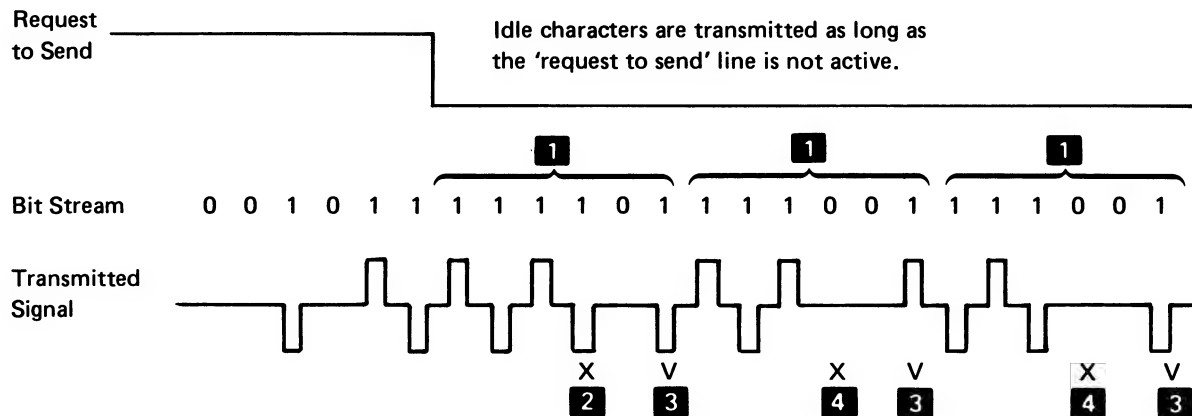 Request
to Send
Idle characters are transmitted as long as
the 'request to send' line is not active.
1 1 1
Bit Stream 0 0 1 0 1 1 1 1 1 1 0 1 1 1 1 0 0 1 1 1 1 0 0 1
Transmitted
Signal
X V X V X V
2 3 4 3 4 3